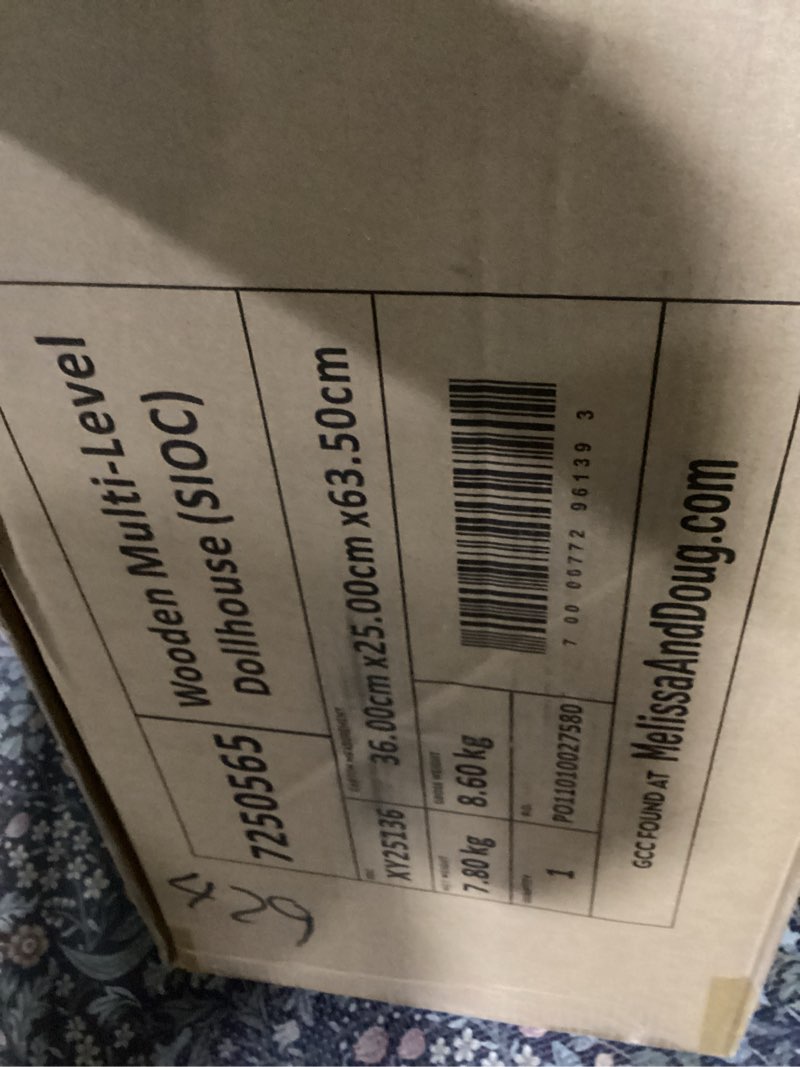 7250565
Wooden Multi-Level
Dollhouse (SIOC)
XY25136
36.00cm x25.00cm x63.50cm
7.80 kg
8.60 kg
1
PO11010027580
7 00 00772 96139 3
GCC FOUND AT MelissaAndDoug.com